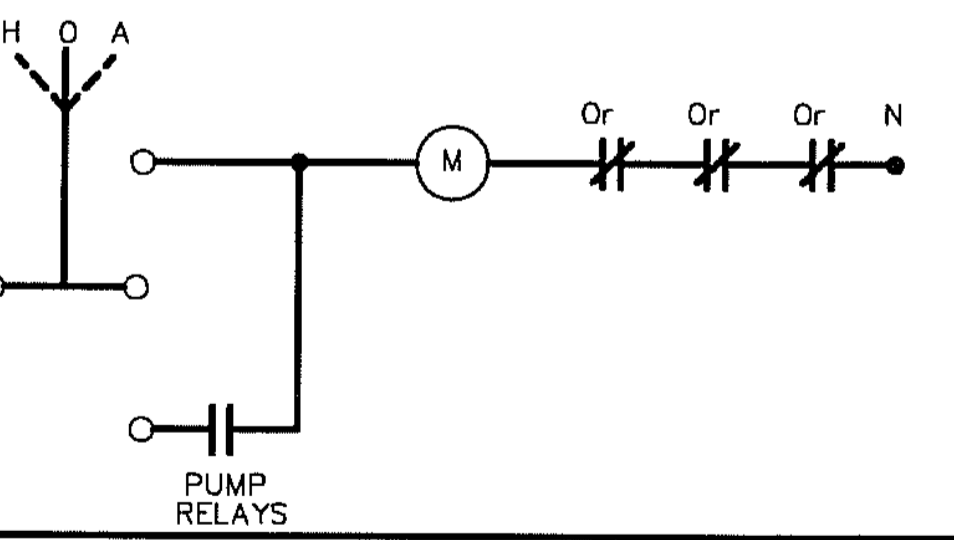 H O A
Or Or Or N
M
PUMP
RELAYS